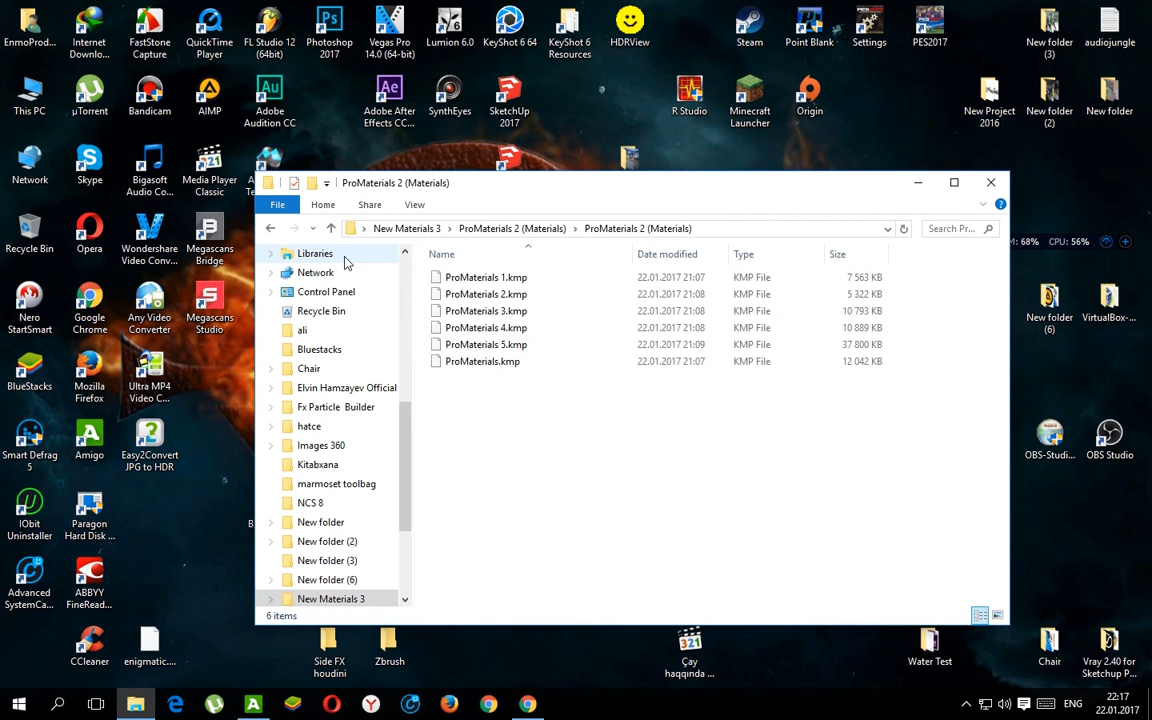 EnmoProd...
Internet Downlo...
FastStone Capture
QuickTime Player
FL Studio 12 (64bit)
Photoshop 2017
Vegas Pro 14.0 (64-bit)
Lumion 6.0
KeyShot 6 64
KeyShot 6 Resources
HDRView
Steam
Point Blank
Settings
PES2017
New folder (3)
audiojungle
This PC
µTorrent
Bandicam
AIMP
Adobe Audition CC
Adobe After Effects CC...
SynthEyes
SketchUp 2017
R Studio
Minecraft Launcher
Origin
New Project 2016
New folder (2)
New folder
Network
Skype
Bigasoft Audio Co...
Media Player Classic
Recycle Bin
Opera
Wondershare Video Conv...
Megascans Bridge
Nero StartSmart
Google Chrome
Any Video Converter
Megascans Studio
BlueStacks
Mozilla Firefox
Ultra MP4 Video C...
Smart Defrag 5
Amigo
Easy2Convert JPG to HDR
IObit Uninstaller
Paragon Hard Disk ...
Advanced SystemCa...
ABBYY FineRead...
CCleaner
enigmatic....
Side FX houdini
Zbrush
Çay haqqında ...
Water Test
Chair
Vray 2.40 for Sketchup P...
New folder (6)
VirtualBox-...
OBS-Studi...
OBS Studio
M: 68% CPU: 56%
ProMaterials 2 (Materials)
File Home Share View
New Materials 3 ProMaterials 2 (Materials) ProMaterials 2 (Materials)
Search Pr...
Libraries
Network
Control Panel
Recycle Bin
ali
Bluestacks
Chair
Elvin Hamzayev Official
Fx Particle Builder
hatce
Images 360
Kitabxana
marmoset toolbag
NCS 8
New folder
New folder (2)
New folder (3)
New folder (6)
New Materials 3
Name Date modified Type Size
ProMaterials 1.kmp 22.01.2017 21:07 KMP File 7 563 KB
ProMaterials 2.kmp 22.01.2017 21:08 KMP File 5 322 KB
ProMaterials 3.kmp 22.01.2017 21:08 KMP File 10 793 KB
ProMaterials 4.kmp 22.01.2017 21:08 KMP File 10 889 KB
ProMaterials 5.kmp 22.01.2017 21:09 KMP File 37 800 KB
ProMaterials.kmp 22.01.2017 21:07 KMP File 12 042 KB
6 items
ENG
22:17
22.01.2017